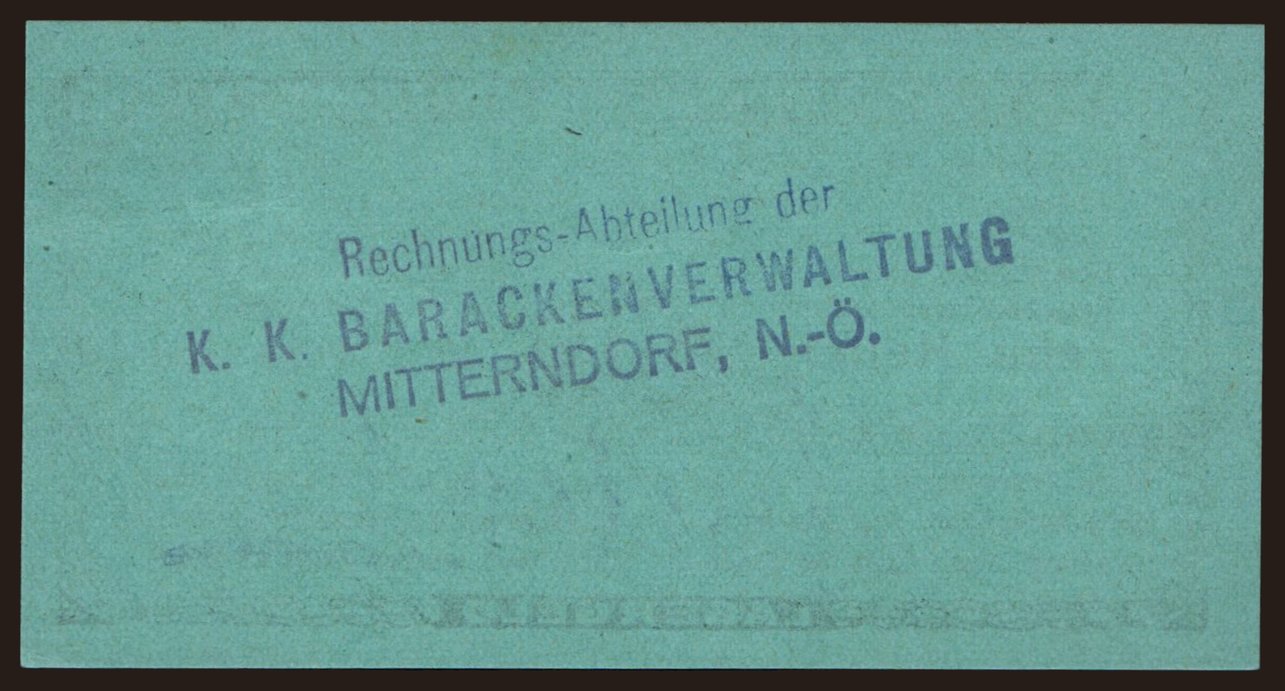 Rechnungs-Abteilung der
K. K. BARACKENVERWALTUNG
MITTERNDORF, N.-Ö.